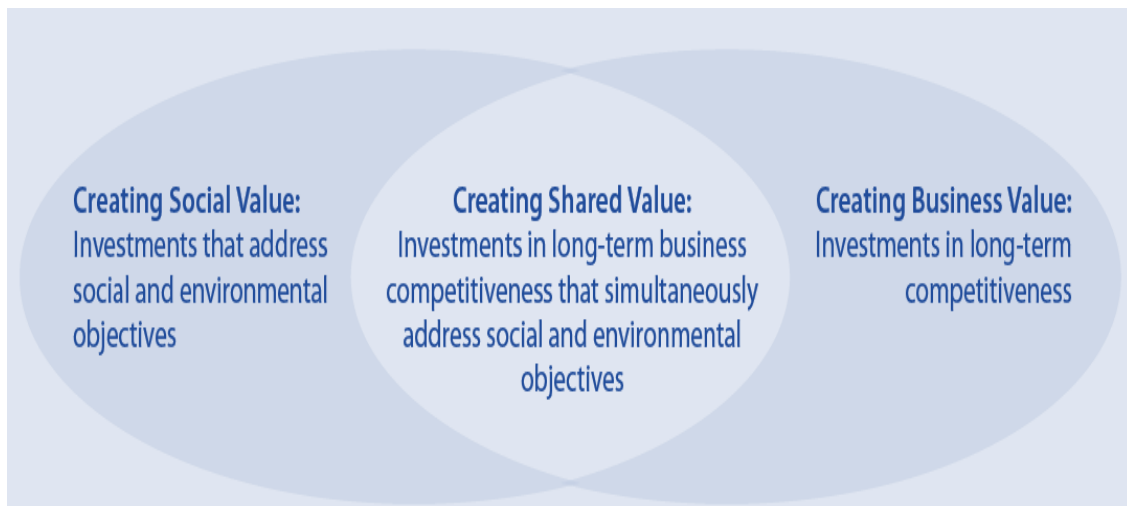 Creating Social Value:
Investments that address
social and environmental
objectives
Creating Shared Value:
Investments in long-term business
competitiveness that simultaneously
address social and environmental
objectives
Creating Business Value:
Investments in long-term
competitiveness